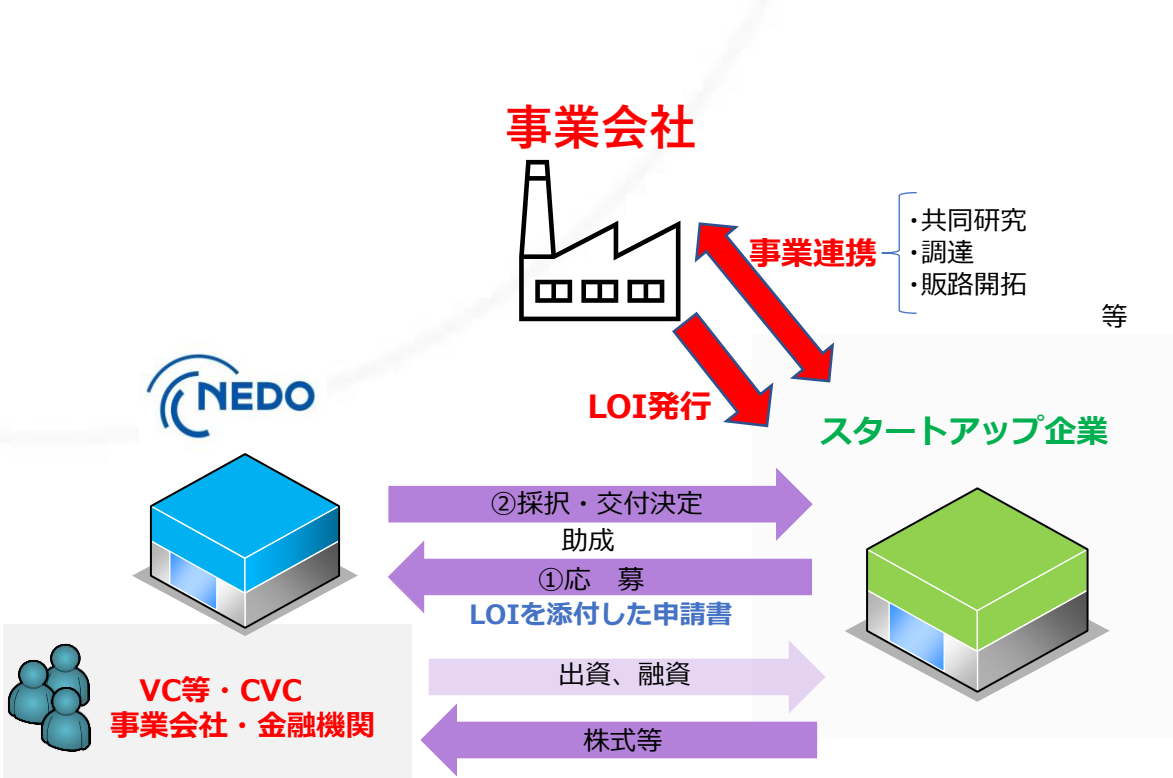 事業会社
事業連携
・共同研究
・調達
・販路開拓
等
NEDO
LOI発行
スタートアップ企業
②採択・交付決定
助成
①応　募
LOIを添付した申請書
VC等・CVC
事業会社・金融機関
出資、融資
株式等